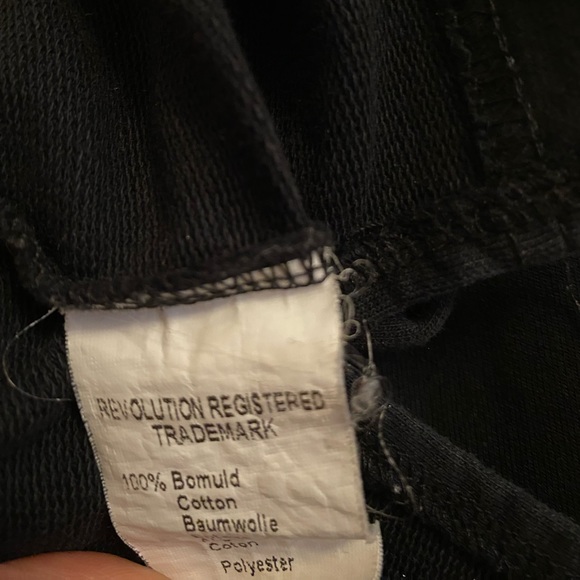 REVOLUTION REGISTERED
TRADEMARK
100% Bomuld
Cotton
Baumwolle
Coton
Polyester